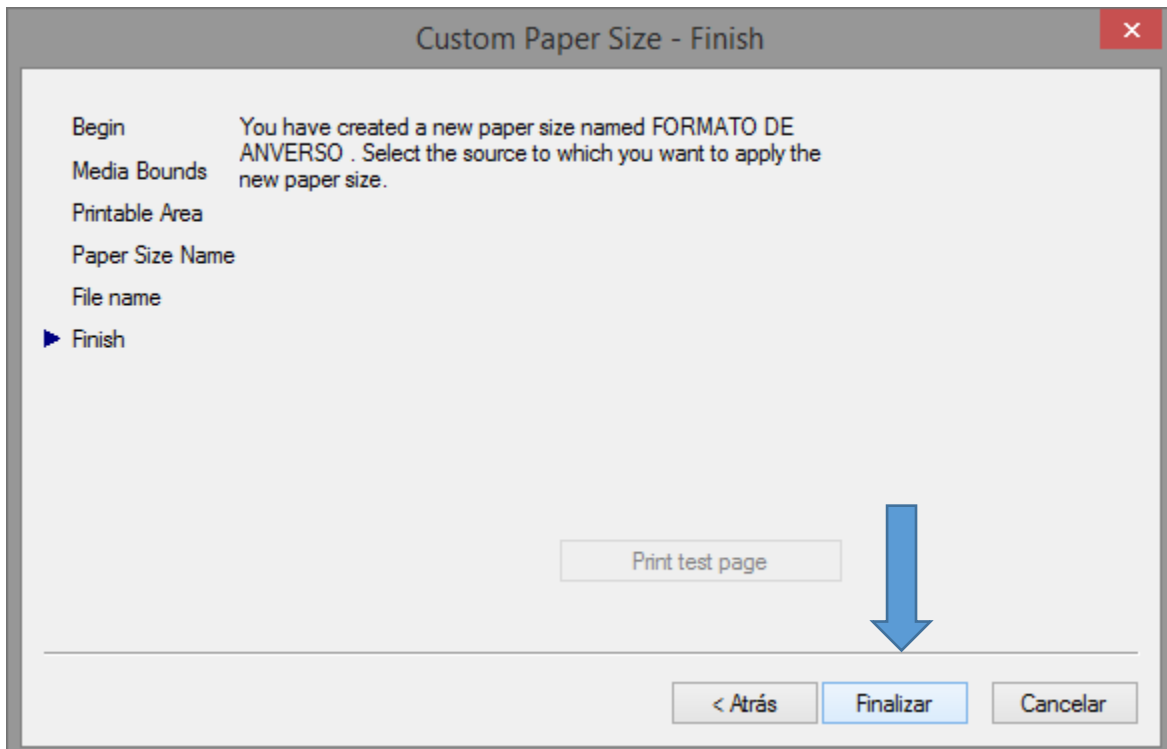 Custom Paper Size - Finish
Begin
Media Bounds
Printable Area
Paper Size Name
File name
Finish
You have created a new paper size named FORMATO DE
ANVERSO . Select the source to which you want to apply the
new paper size.
Print test page
< Atrás
Finalizar
Cancelar